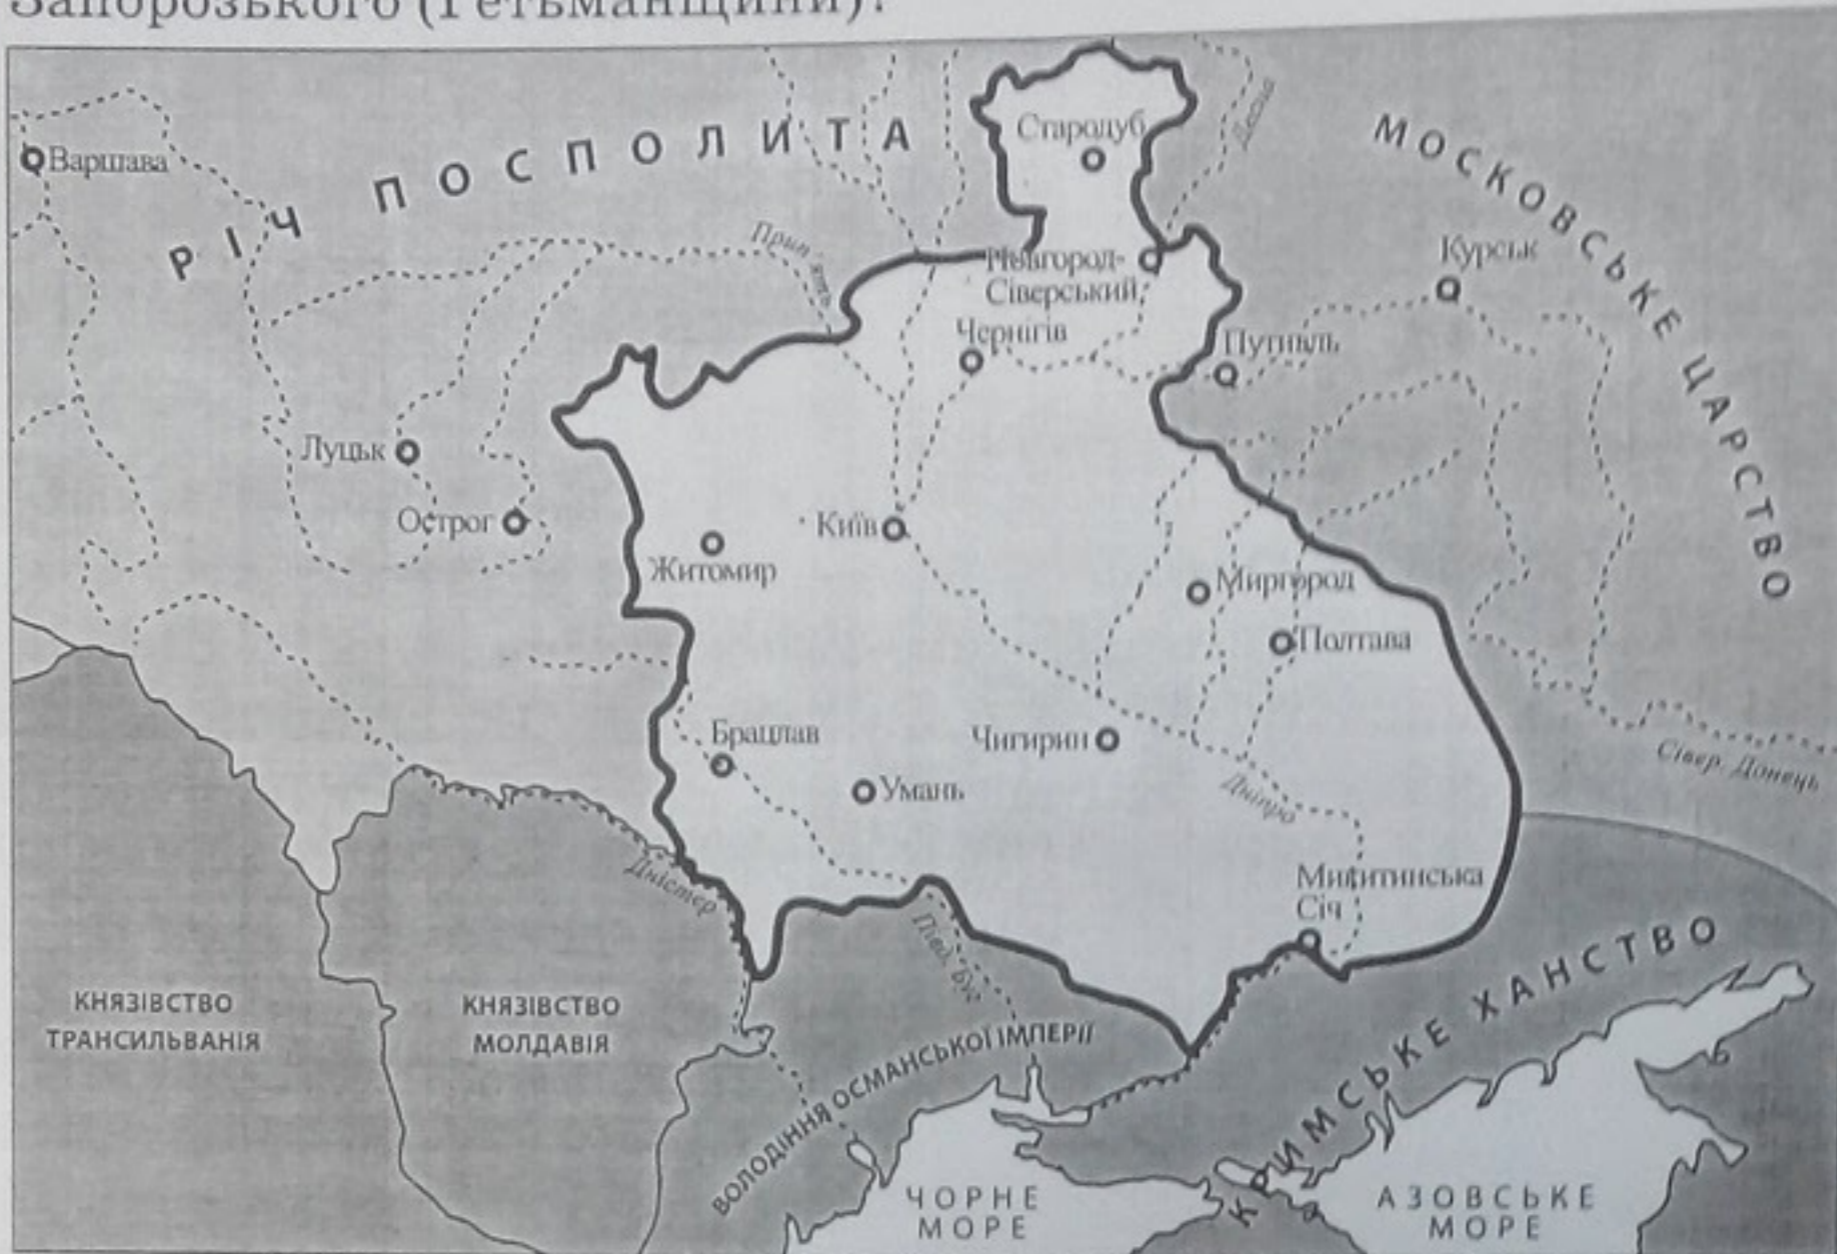 Запорозького (Гетьманщини):
РІЧ ПОСПОЛИТА
МОСКОВСЬКЕ ЦАРСТВО
Варшава
Стародуб
Десна
Прип'ять
Новгород-
Сіверський
Курськ
Чернігів
Путивль
Луцьк
Острог
Житомир
Київ
Миргород
Полтава
Брацлав
Умань
Чигирин
Сівер. Донець
Дніпро
Дністер
Півд. Буг
Микитинська
Січ
КНЯЗІВСТВО
ТРАНСИЛЬВАНІЯ
КНЯЗІВСТВО
МОЛДАВІЯ
ВОЛОДІННЯ ОСМАНСЬКОЇ ІМПЕРІЇ
КРИМСЬКЕ ХАНСТВО
ЧОРНЕ
МОРЕ
АЗОВСЬКЕ
МОРЕ